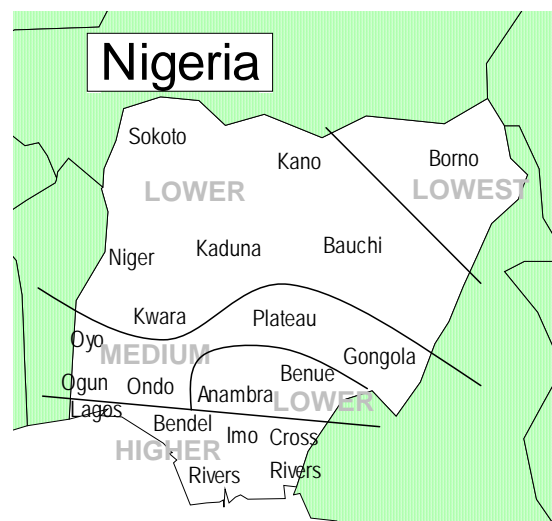 Nigeria
Sokoto
Kano
Borno
LOWER
LOWEST
Niger
Kaduna
Bauchi
Kwara
Plateau
Oyo
MEDIUM
Gongola
Ogun
Ondo
Anambra
Benue
LOWER
Lagos
Bendel
Imo
Cross
Rivers
HIGHER
Rivers